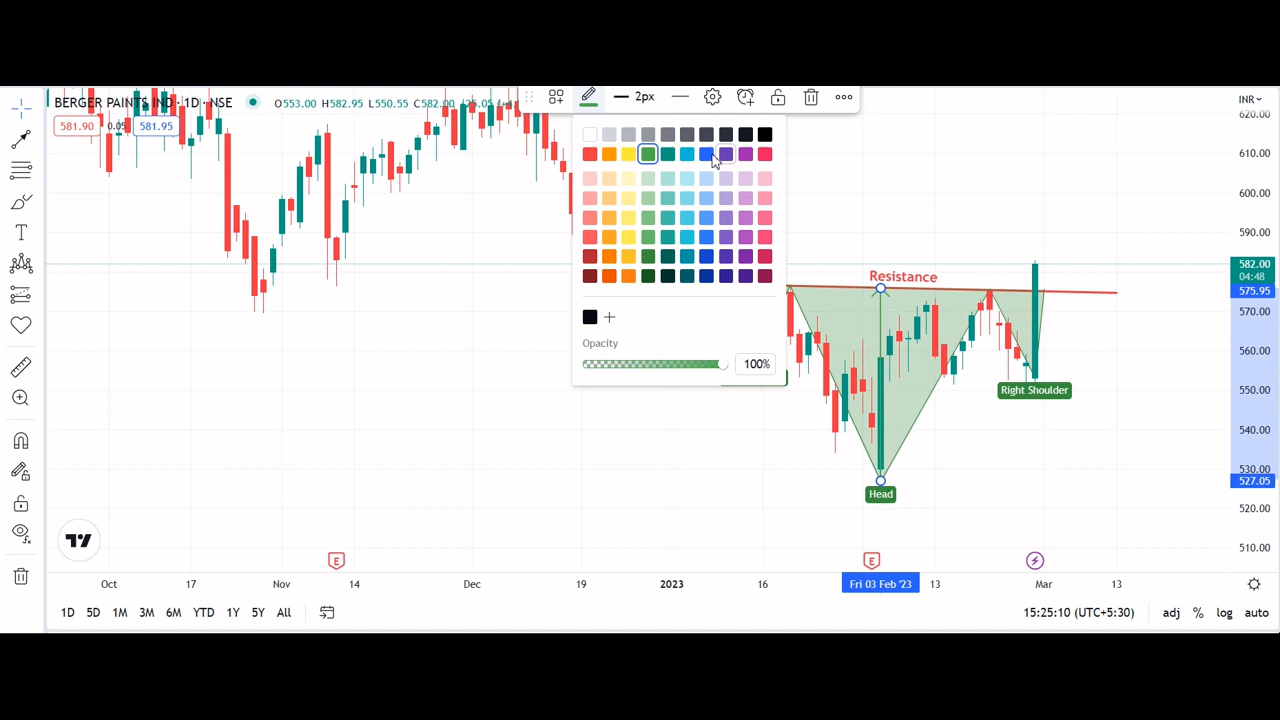 BERGER PAINTS IND · 1D · NSE
O553.00 H582.95 L550.55 C582.00
2px
INR
581.90 0.05 581.95
620.00
610.00
600.00
590.00
582.00
04:48
575.95
570.00
560.00
550.00
540.00
530.00
527.05
520.00
510.00
Opacity
100%
Resistance
Right Shoulder
Head
E
E
Oct 17 Nov 14 Dec 19 2023 16 Fri 03 Feb '23 13 Mar 13
1D 5D 1M 3M 6M YTD 1Y 5Y All
15:25:10 (UTC+5:30) adj % log auto